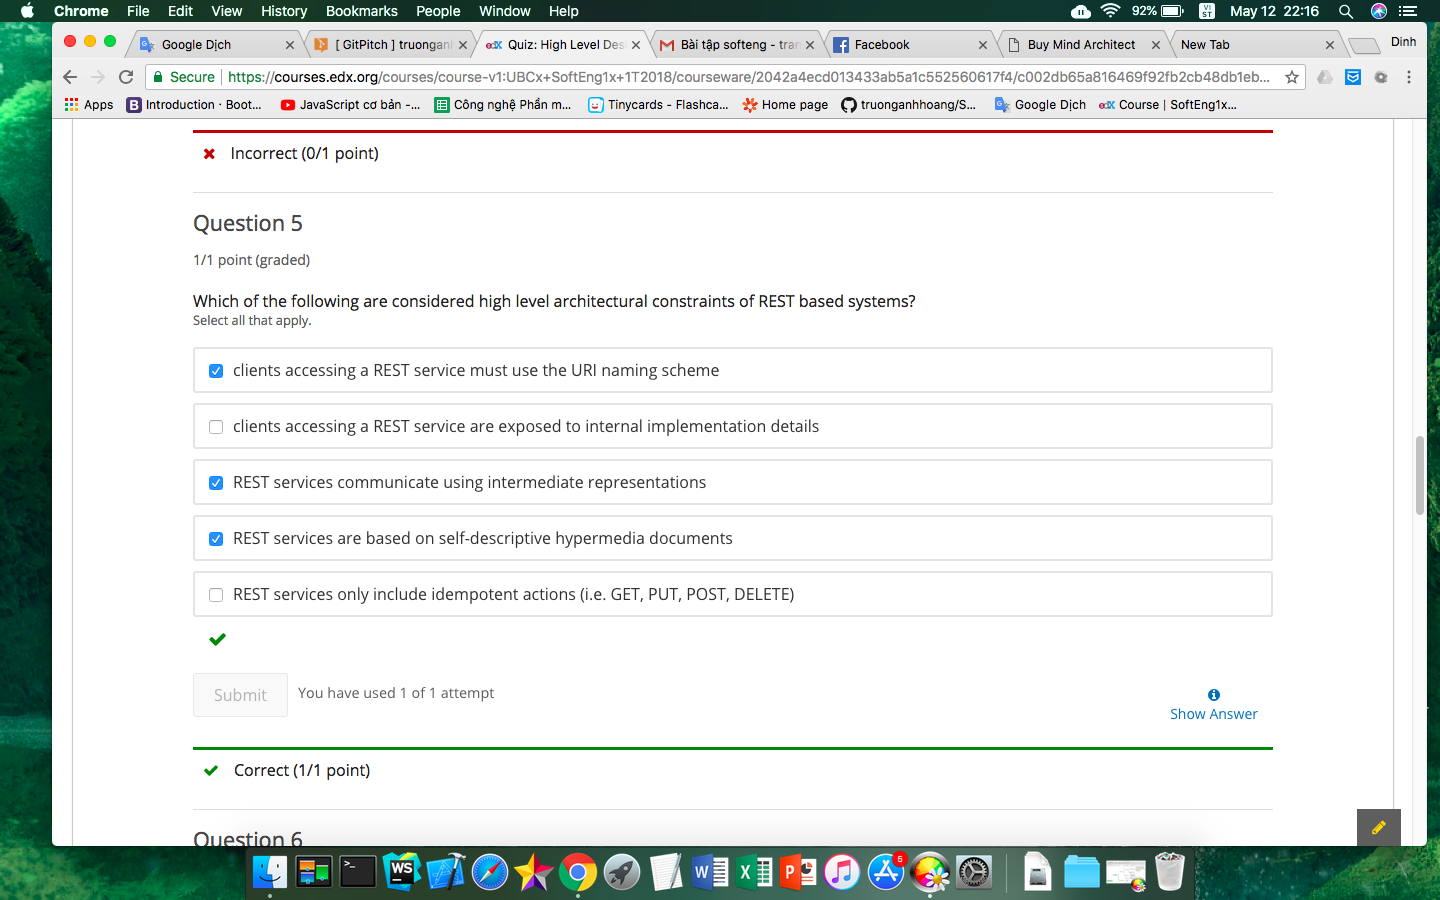 Chrome File Edit View History Bookmarks People Window Help 92% VI ST May 12 22:16
Google Dịch [ GitPitch ] truongan Quiz: High Level Des Bài tập softeng - tran Facebook Buy Mind Architect New Tab Dinh
Secure https://courses.edx.org/courses/course-v1:UBCx+SoftEng1x+1T2018/courseware/2042a4ecd013433ab5a1c552560617f4/c002db65a816469f92fb2cb48db1eb...
Apps Introduction · Boot... JavaScript cơ bản -... Công nghệ Phần m... Tinycards - Flashca... Home page truonganhhoang/S... Google Dịch Course | SoftEng1x...
Incorrect (0/1 point)
Question 5
1/1 point (graded)
Which of the following are considered high level architectural constraints of REST based systems?
Select all that apply.
clients accessing a REST service must use the URI naming scheme
clients accessing a REST service are exposed to internal implementation details
REST services communicate using intermediate representations
REST services are based on self-descriptive hypermedia documents
REST services only include idempotent actions (i.e. GET, PUT, POST, DELETE)
Submit You have used 1 of 1 attempt
Show Answer
Correct (1/1 point)
Question 6
WS
5